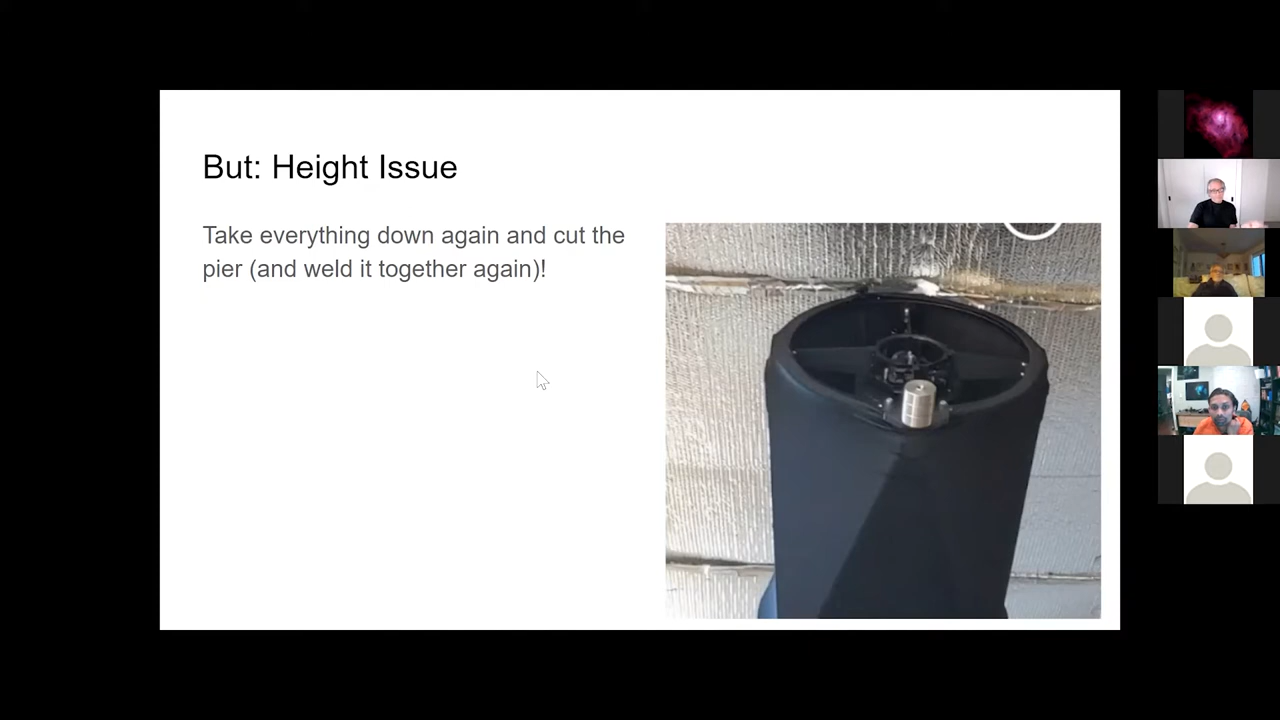 But: Height Issue
Take everything down again and cut the
pier (and weld it together again)!